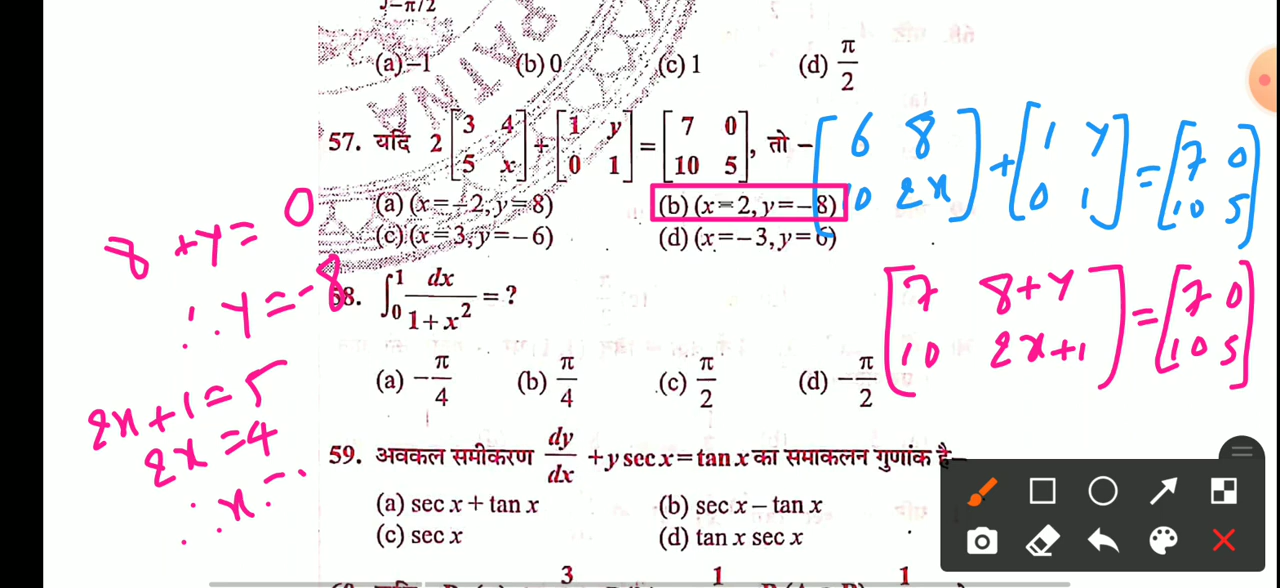 ∫−π/2
(a) −1 (b) 0 (c) 1 (d) π/2
57. यदि 2 [3 4; 5 x] + [1 y; 0 1] = [7 0; 10 5], तो −
(a) (x=−2, y=8) (b) (x=2, y=−8)
(c) (x=3, y=−6) (d) (x=−3, y=6)
58. ∫₀¹ dx/(1+x²) = ?
(a) −π/4 (b) π/4 (c) π/2 (d) −π/2
59. अवकल समीकरण dy/dx + y sec x = tan x का समाकलन गुणांक है−
(a) sec x + tan x (b) sec x − tan x
(c) sec x (d) tan x sec x
3 1 1
[6 8; 10 2x] + [1 y; 0 1] = [7 0; 10 5]
[7 8+y; 10 2x+1] = [7 0; 10 5]
8 + y = 0
∴ y = −8
2x + 1 = 5
2x = 4
∴ x =